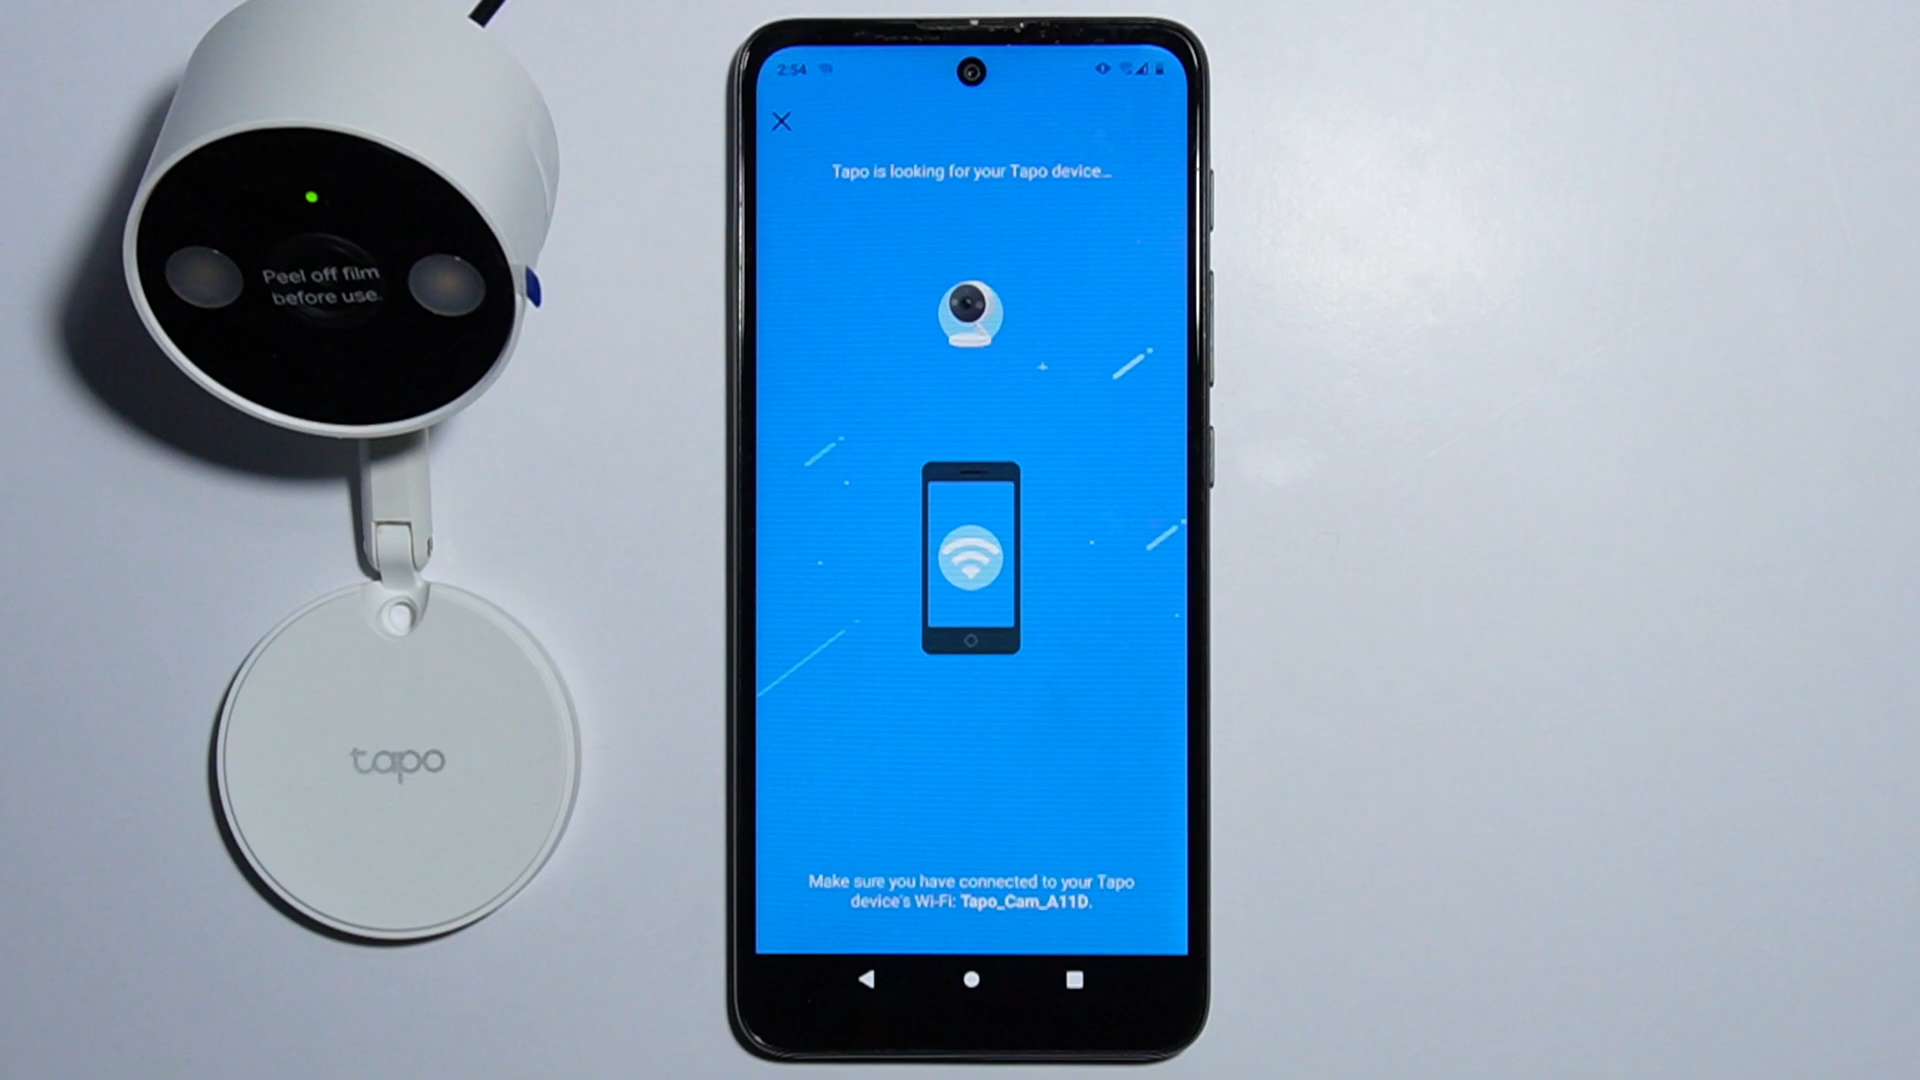 Peel off film
before use.
tapo
2:54
Tapo is looking for your Tapo device...
Make sure you have connected to your Tapo
device's Wi-Fi: Tapo_Cam_A11D.